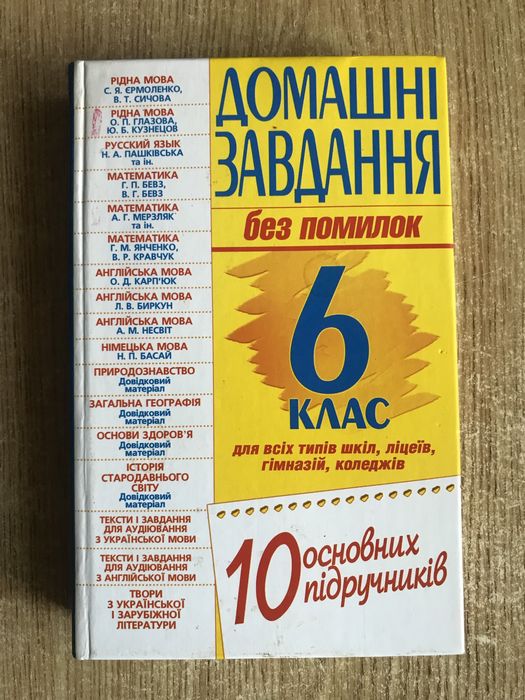 РІДНА МОВА
С. Я. ЄРМОЛЕНКО,
В. Т. СИЧОВА
РІДНА МОВА
О. П. ГЛАЗОВА,
Ю. Б. КУЗНЕЦОВ
РУССКИЙ ЯЗЫК
Н. А. ПАШКІВСЬКА
та ін.
МАТЕМАТИКА
Г. П. БЕВЗ,
В. Г. БЕВЗ
МАТЕМАТИКА
А. Г. МЕРЗЛЯК
та ін.
МАТЕМАТИКА
Г. М. ЯНЧЕНКО,
В. Р. КРАВЧУК
АНГЛІЙСЬКА МОВА
О. Д. КАРП'ЮК
АНГЛІЙСЬКА МОВА
Л. В. БИРКУН
АНГЛІЙСЬКА МОВА
А. М. НЕСВІТ
НІМЕЦЬКА МОВА
Н. П. БАСАЙ
ПРИРОДОЗНАВСТВО
Довідковий
матеріал
ЗАГАЛЬНА ГЕОГРАФІЯ
Довідковий
матеріал
ОСНОВИ ЗДОРОВ'Я
Довідковий
матеріал
ІСТОРІЯ
СТАРОДАВНЬОГО
СВІТУ
Довідковий
матеріал
ТЕКСТИ І ЗАВДАННЯ
ДЛЯ АУДІЮВАННЯ
З УКРАЇНСЬКОЇ МОВИ
ТЕКСТИ І ЗАВДАННЯ
ДЛЯ АУДІЮВАННЯ
З АНГЛІЙСЬКОЇ МОВИ
ТВОРИ
З УКРАЇНСЬКОЇ
І ЗАРУБІЖНОЇ
ЛІТЕРАТУРИ
ДОМАШНІ
ЗАВДАННЯ
без помилок
6
КЛАС
для всіх типів шкіл, ліцеїв,
гімназій, коледжів
10 основних
підручників